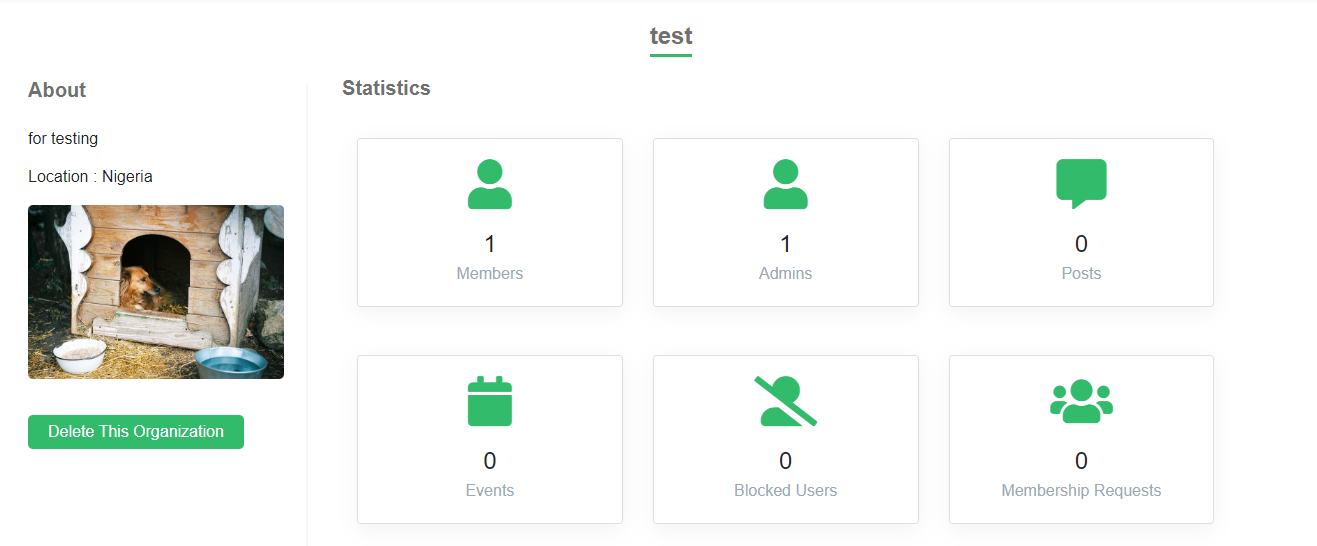 test
About
for testing
Location : Nigeria
Delete This Organization
Statistics
1
Members
1
Admins
0
Posts
0
Events
0
Blocked Users
0
Membership Requests